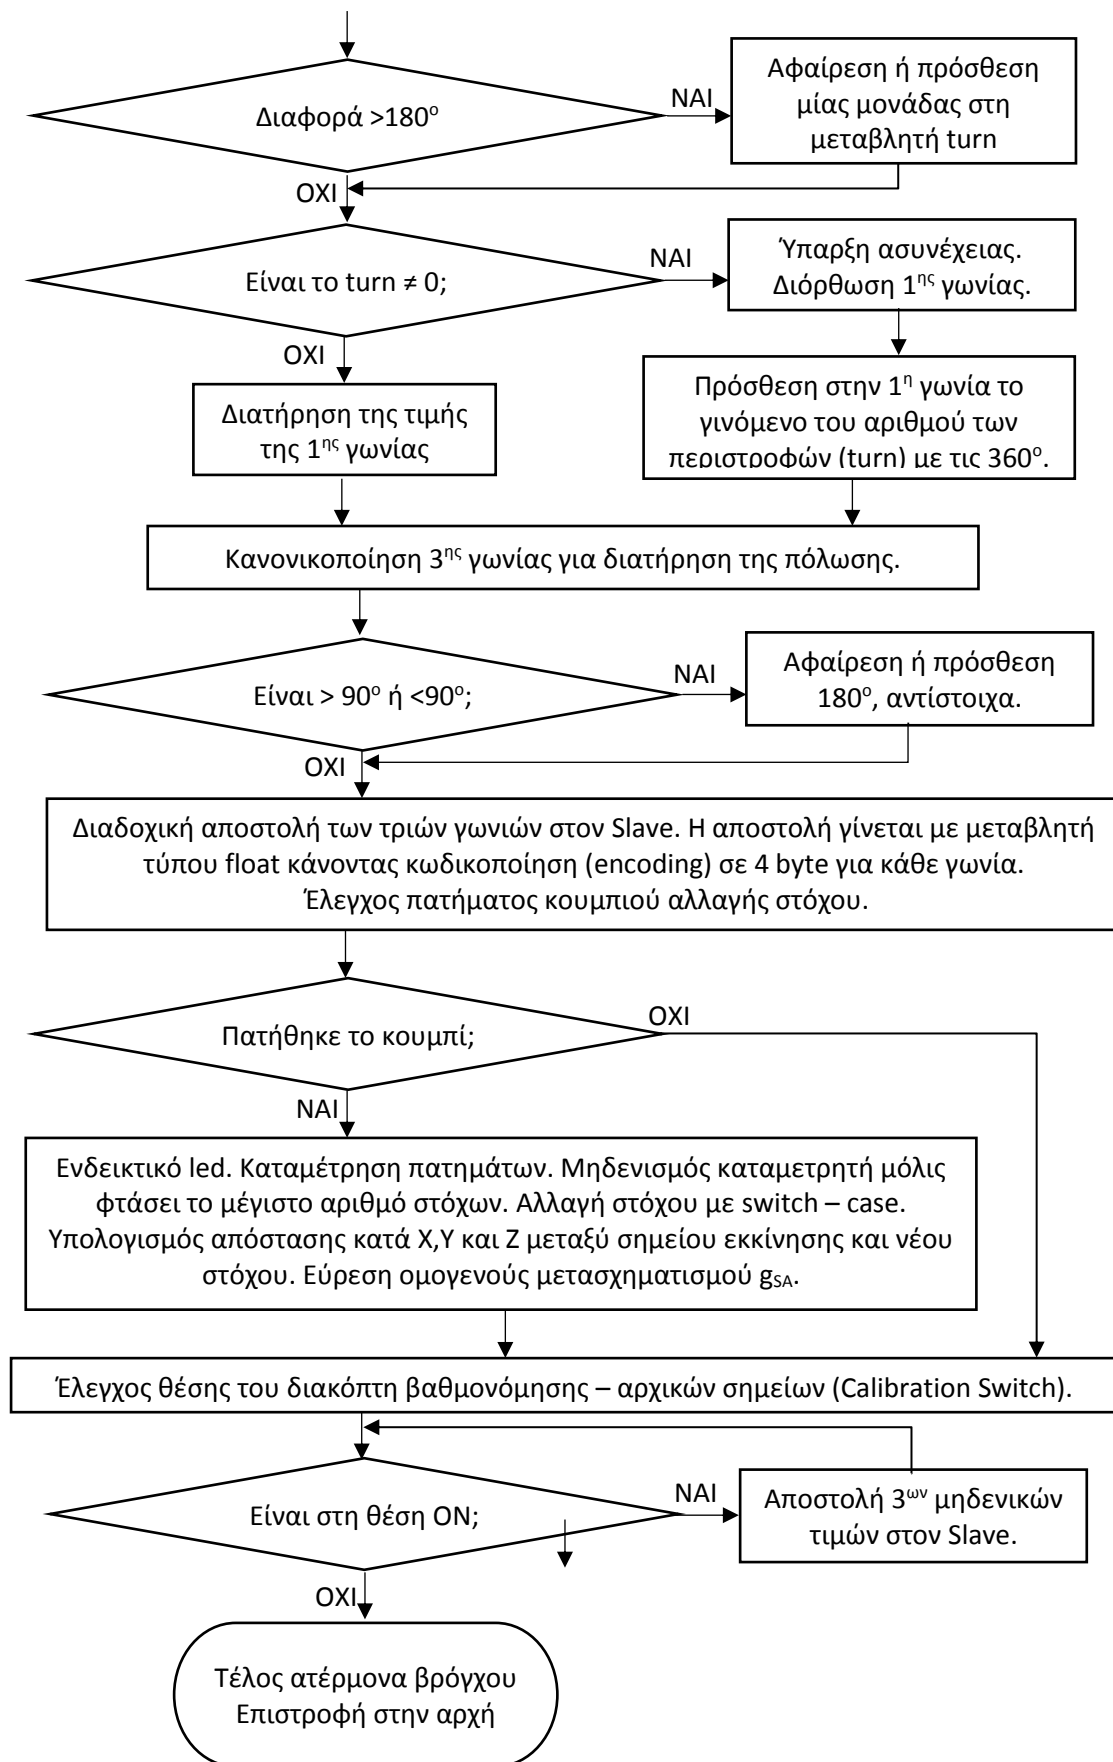 Διαφορά >180º
ΝΑΙ
Αφαίρεση ή πρόσθεση
μίας μονάδας στη
μεταβλητή turn
ΟΧΙ
Είναι το turn ≠ 0;
ΝΑΙ
Ύπαρξη ασυνέχειας.
Διόρθωση 1ης γωνίας.
ΟΧΙ
Διατήρηση της τιμής
της 1ης γωνίας
Πρόσθεση στην 1η γωνία το
γινόμενο του αριθμού των
περιστροφών (turn) με τις 360º.
Κανονικοποίηση 3ης γωνίας για διατήρηση της πόλωσης.
Είναι > 90º ή <90º;
ΝΑΙ
Αφαίρεση ή πρόσθεση
180º, αντίστοιχα.
ΟΧΙ
Διαδοχική αποστολή των τριών γωνιών στον Slave. Η αποστολή γίνεται με μεταβλητή
τύπου float κάνοντας κωδικοποίηση (encoding) σε 4 byte για κάθε γωνία.
Έλεγχος πατήματος κουμπιού αλλαγής στόχου.
Πατήθηκε το κουμπί;
ΟΧΙ
ΝΑΙ
Ενδεικτικό led. Καταμέτρηση πατημάτων. Μηδενισμός καταμετρητή μόλις
φτάσει το μέγιστο αριθμό στόχων. Αλλαγή στόχου με switch – case.
Υπολογισμός απόστασης κατά Χ,Υ και Ζ μεταξύ σημείου εκκίνησης και νέου
στόχου. Εύρεση ομογενούς μετασχηματισμού gSA.
Έλεγχος θέσης του διακόπτη βαθμονόμησης – αρχικών σημείων (Calibration Switch).
Είναι στη θέση ON;
ΝΑΙ
Αποστολή 3ων μηδενικών
τιμών στον Slave.
ΟΧΙ
Τέλος ατέρμονα βρόγχου
Επιστροφή στην αρχή